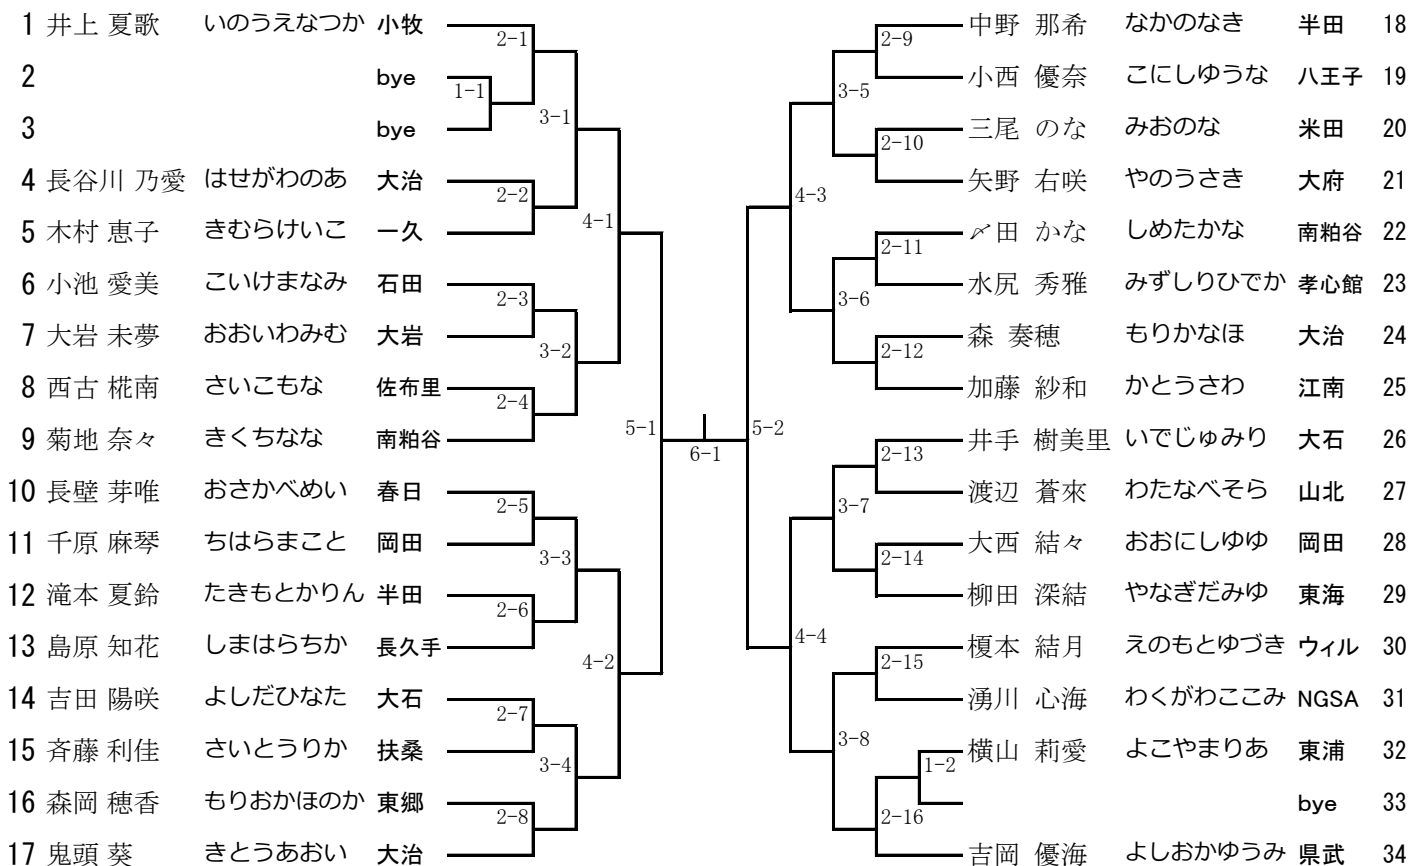 1 井上 夏歌 いのうえなつか 小牧
2 bye
3 bye
4 長谷川 乃愛 はせがわのあ 大治
5 木村 恵子 きむらけいこ 一久
6 小池 愛美 こいけまなみ 石田
7 大岩 未夢 おおいわみむ 大岩
8 西古 椛南 さいこもな 佐布里
9 菊地 奈々 きくちなな 南粕谷
10 長壁 芽唯 おさかべめい 春日
11 千原 麻琴 ちはらまこと 岡田
12 滝本 夏鈴 たきもとかりん 半田
13 島原 知花 しまはらちか 長久手
14 吉田 陽咲 よしだひなた 大石
15 斉藤 利佳 さいとうりか 扶桑
16 森岡 穂香 もりおかほのか 東郷
17 鬼頭 葵 きとうあおい 大治
2-1
1-1
3-1
2-2
4-1
2-3
3-2
2-4
5-1
2-5
3-3
2-6
4-2
2-7
3-4
2-8
6-1
5-2
2-9
3-5
2-10
4-3
2-11
3-6
2-12
2-13
3-7
2-14
4-4
2-15
3-8
1-2
2-16
中野 那希 なかのなき 半田 18
小西 優奈 こにしゆうな 八王子 19
三尾 のな みおのな 米田 20
矢野 右咲 やのうさき 大府 21
〆田 かな しめたかな 南粕谷 22
水尻 秀雅 みずしりひでか 孝心館 23
森 奏穂 もりかなほ 大治 24
加藤 紗和 かとうさわ 江南 25
井手 樹美里 いでじゅみり 大石 26
渡辺 蒼來 わたなべそら 山北 27
大西 結々 おおにしゆゆ 岡田 28
柳田 深結 やなぎだみゆ 東海 29
榎本 結月 えのもとゆづき ウィル 30
湧川 心海 わくがわここみ NGSA 31
横山 莉愛 よこやまりあ 東浦 32
bye 33
吉岡 優海 よしおかゆうみ 県武 34